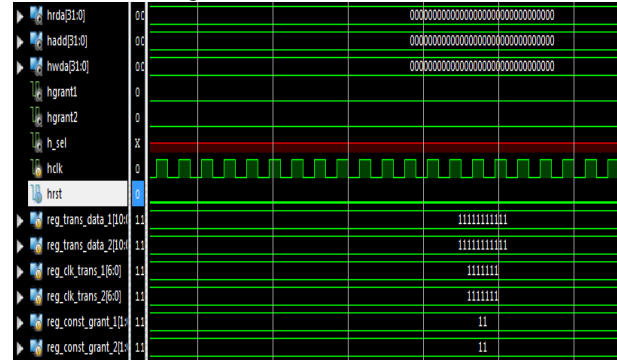 hrda[31:0] 00 00000000000000000000000000000000
hadd[31:0] 00 00000000000000000000000000000000
hwda[31:0] 00 00000000000000000000000000000000
hgrant1 0
hgrant2 0
h_sel X
hclk 0
hrst 0
reg_trans_data_1[10:0 11 11111111111
reg_trans_data_2[10:0 11 11111111111
reg_clk_trans_1[6:0] 11 1111111
reg_clk_trans_2[6:0] 11 1111111
reg_const_grant_1[1: 11 11
reg_const_grant_2[1: 11 11